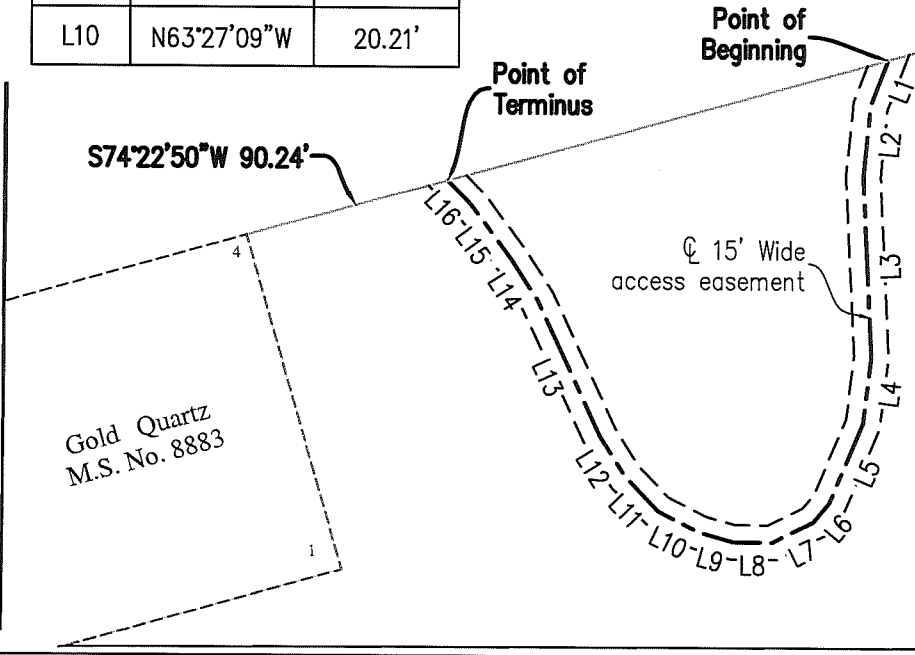 L10 N63°27'09"W 20.21'
Point of
Beginning
Point of
Terminus
S74°22'50"W 90.24'
L1
L2
L3
L4
L5
L6
L7
L8
L9
L10
L11
L12
L13
L14
L15
L16
℄ 15' Wide
access easement
4
Gold Quartz
M.S. No. 8883
1